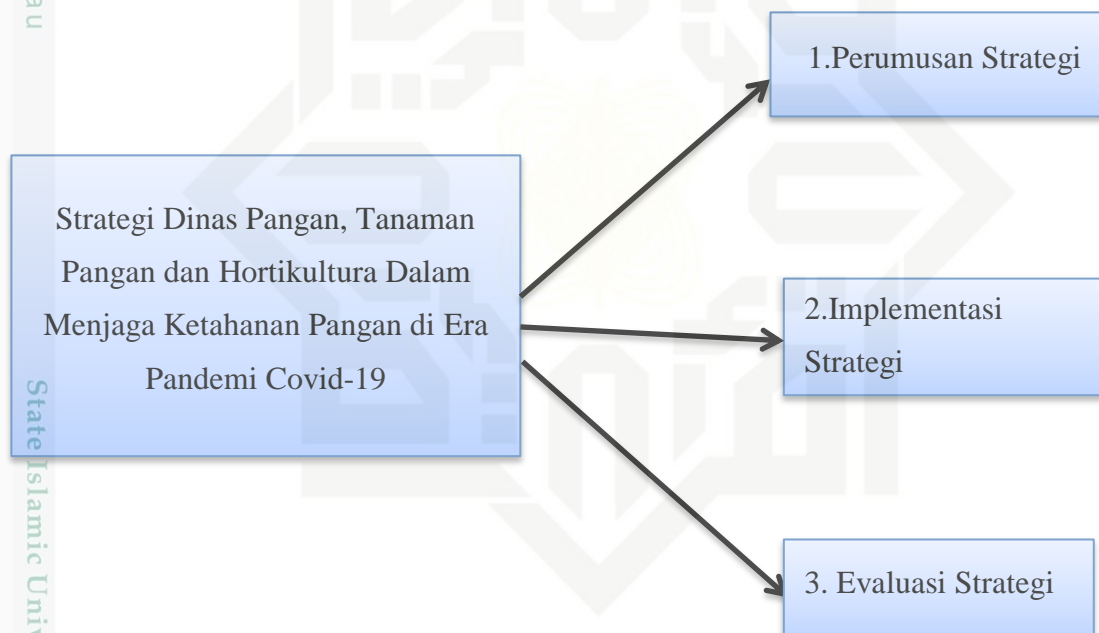 au
1.Perumusan Strategi
Strategi Dinas Pangan, Tanaman
Pangan dan Hortikultura Dalam
Menjaga Ketahanan Pangan di Era
Pandemi Covid-19
2.Implementasi
Strategi
3. Evaluasi Strategi
State Islamic Univ